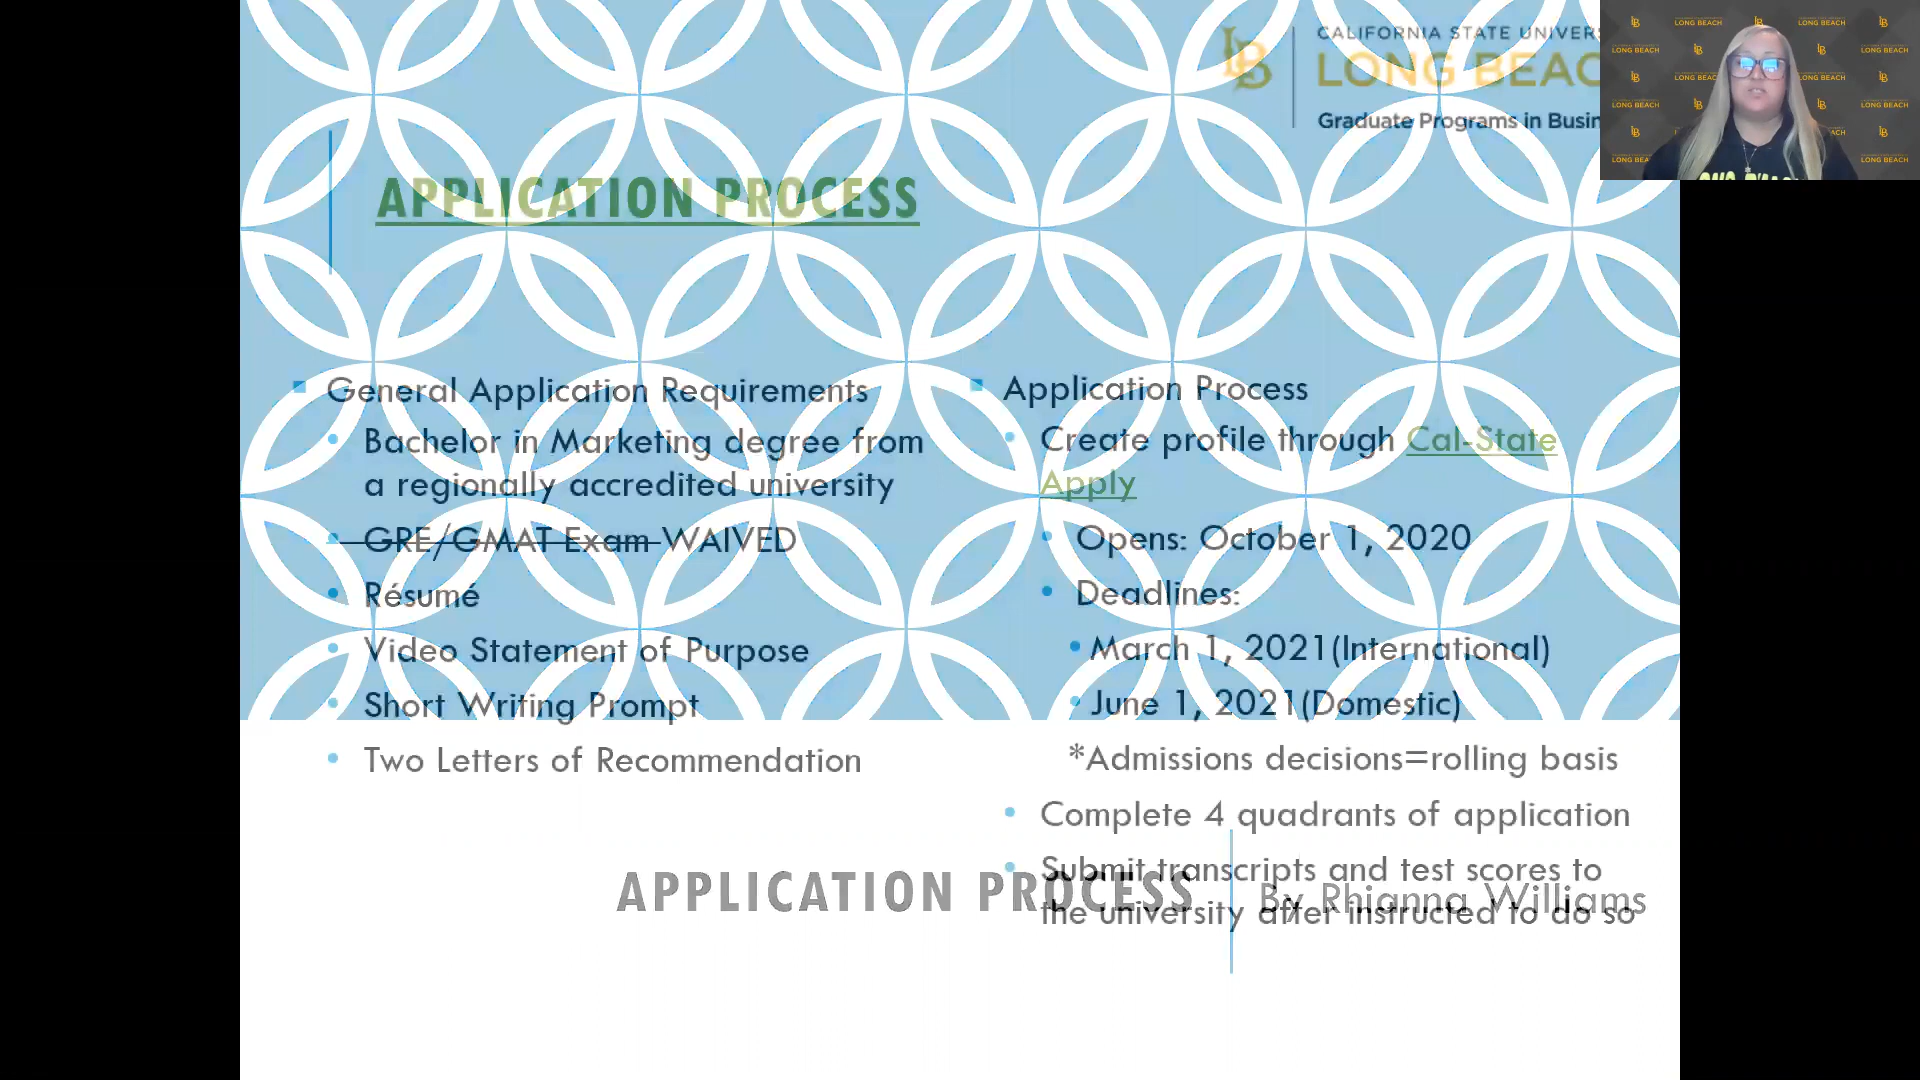 CALIFORNIA STATE UNIVER
LONG BEAC
Graduate Programs in Busin
APPLICATION PROCESS
General Application Requirements
Bachelor in Marketing degree from
a regionally accredited university
GRE/GMAT Exam WAIVED
Résumé
Video Statement of Purpose
Short Writing Prompt
Two Letters of Recommendation
Application Process
Create profile through Cal-State
Apply
Opens: October 1, 2020
Deadlines:
March 1, 2021(International)
June 1, 2021(Domestic)
*Admissions decisions=rolling basis
Complete 4 quadrants of application
Submit transcripts and test scores to
the university after instructed to do so
APPLICATION PROCESS
By Rhianna Williams
LB
LONG BEACH